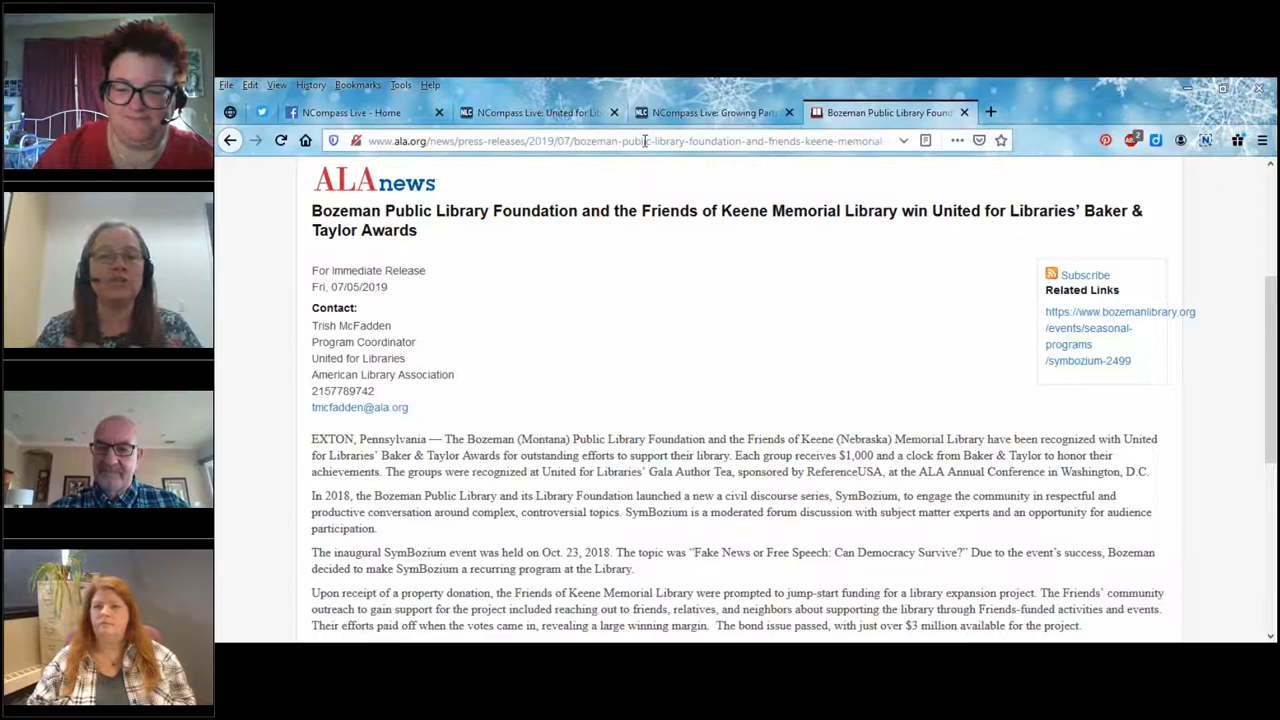 File Edit View History Bookmarks Tools Help
NCompass Live - Home
NCompass Live: United for Lib
NCompass Live: Growing Part
Bozeman Public Library Found
www.ala.org/news/press-releases/2019/07/bozeman-public-library-foundation-and-friends-keene-memorial
2
ALAnews
Bozeman Public Library Foundation and the Friends of Keene Memorial Library win United for Libraries' Baker &
Taylor Awards
For Immediate Release
Fri, 07/05/2019
Contact:
Trish McFadden
Program Coordinator
United for Libraries
American Library Association
2157789742
tmcfadden@ala.org
Subscribe
Related Links
https://www.bozemanlibrary.org
/events/seasonal-
programs
/symbozium-2499
EXTON, Pennsylvania — The Bozeman (Montana) Public Library Foundation and the Friends of Keene (Nebraska) Memorial Library have been recognized with United
for Libraries' Baker & Taylor Awards for outstanding efforts to support their library. Each group receives $1,000 and a clock from Baker & Taylor to honor their
achievements. The groups were recognized at United for Libraries' Gala Author Tea, sponsored by ReferenceUSA, at the ALA Annual Conference in Washington, D.C.
In 2018, the Bozeman Public Library and its Library Foundation launched a new a civil discourse series, SymBozium, to engage the community in respectful and
productive conversation around complex, controversial topics. SymBozium is a moderated forum discussion with subject matter experts and an opportunity for audience
participation.
The inaugural SymBozium event was held on Oct. 23, 2018. The topic was “Fake News or Free Speech: Can Democracy Survive?” Due to the event's success, Bozeman
decided to make SymBozium a recurring program at the Library.
Upon receipt of a property donation, the Friends of Keene Memorial Library were prompted to jump-start funding for a library expansion project. The Friends' community
outreach to gain support for the project included reaching out to friends, relatives, and neighbors about supporting the library through Friends-funded activities and events.
Their efforts paid off when the votes came in, revealing a large winning margin. The bond issue passed, with just over $3 million available for the project.